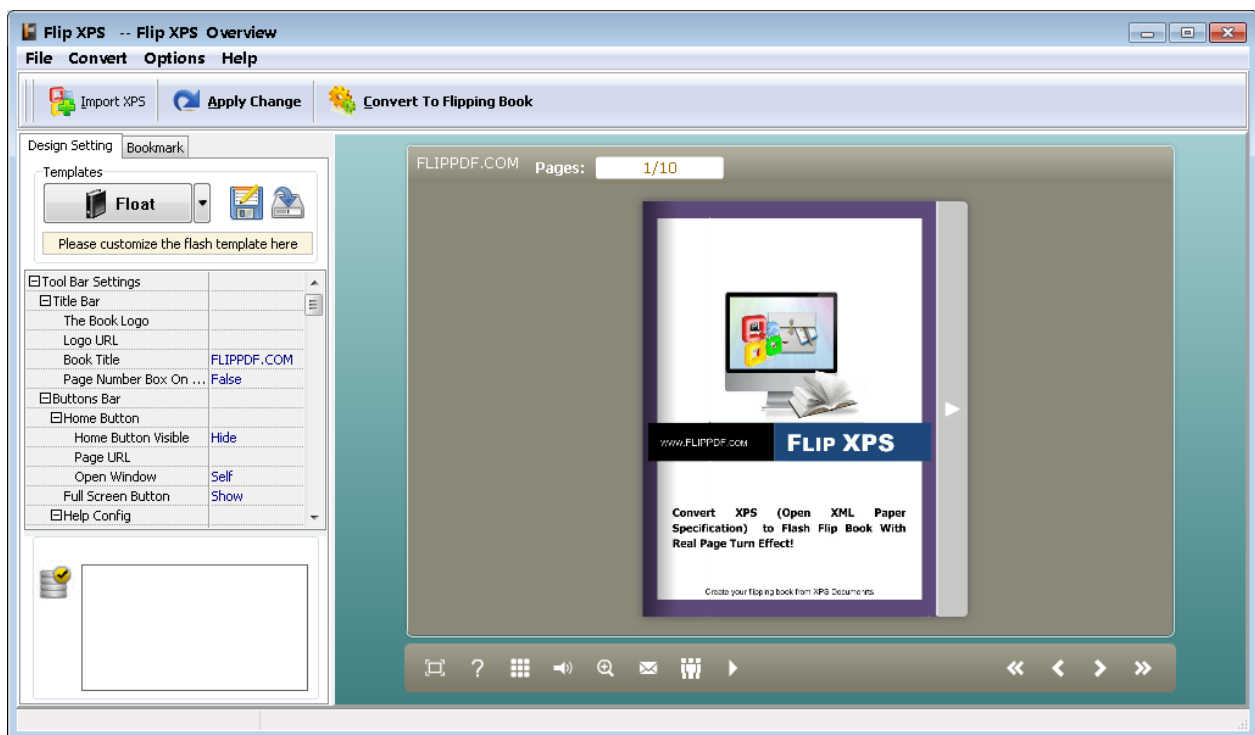 Flip XPS -- Flip XPS Overview
File Convert Options Help
Import XPS Apply Change Convert To Flipping Book
Design Setting Bookmark
Templates
Float
Please customize the flash template here
Tool Bar Settings
Title Bar
The Book Logo
Logo URL
Book Title FLIPPDF.COM
Page Number Box On ... False
Buttons Bar
Home Button
Home Button Visible Hide
Page URL
Open Window Self
Full Screen Button Show
Help Config
FLIPPDF.COM Pages: 1/10
www.FLIPPDF.COM FLIP XPS
Convert XPS (Open XML Paper
Specification) to Flash Flip Book With
Real Page Turn Effect!
Create your flipping book from XPS Documenrts